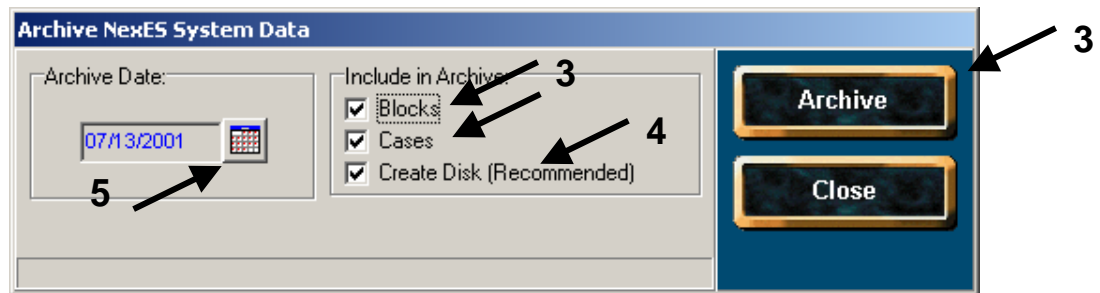 Archive NexES System Data
3
Archive Date:
Include in Archive:
3
Blocks
Archive
07/13/2001
Cases
4
Create Disk (Recommended)
5
Close